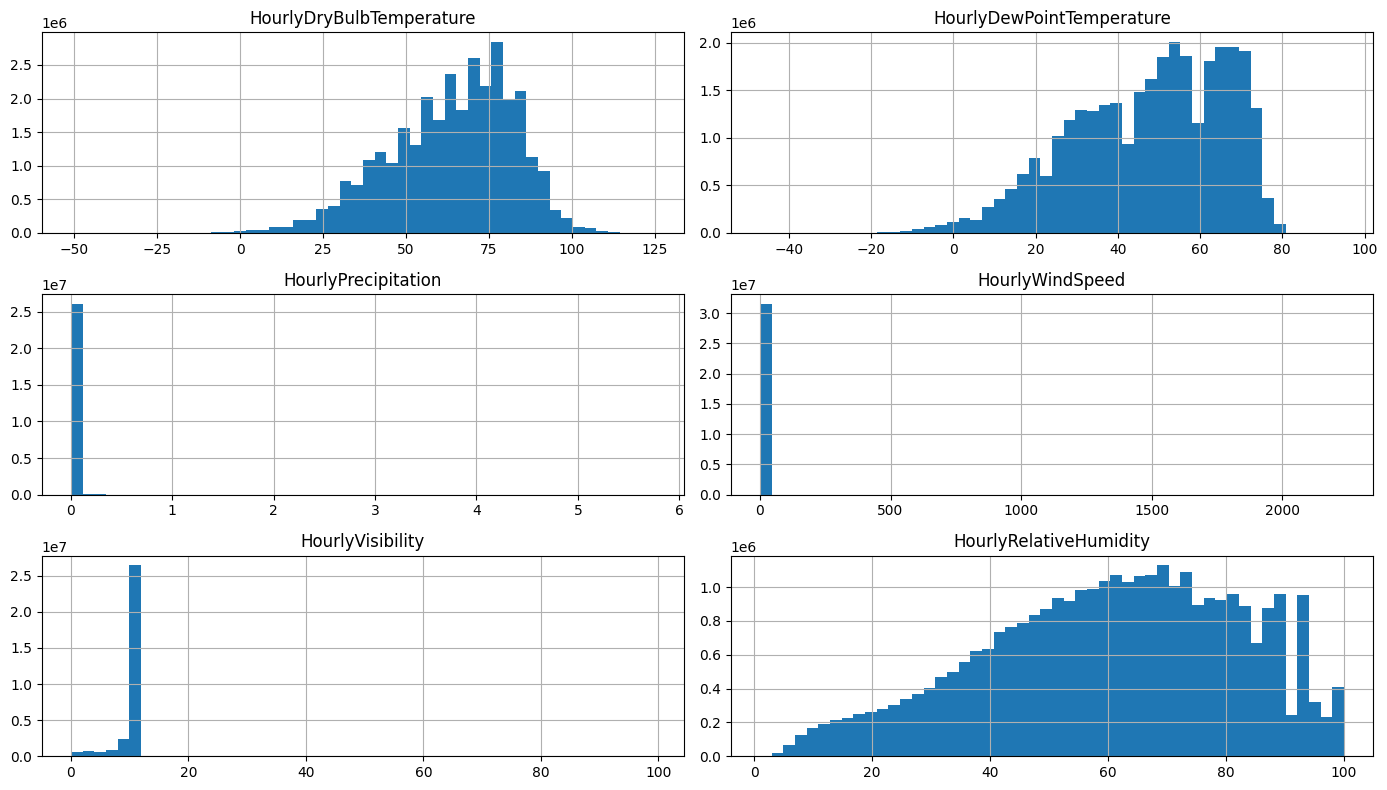 HourlyDryBulbTemperature
1e6
2.5
2.0
1.5
1.0
0.5
0.0
−50 −25 0 25 50 75 100 125
HourlyDewPointTemperature
1e6
2.0
1.5
1.0
0.5
0.0
−40 −20 0 20 40 60 80 100
HourlyPrecipitation
1e7
2.5
2.0
1.5
1.0
0.5
0.0
0 1 2 3 4 5 6
HourlyWindSpeed
1e7
3.0
2.5
2.0
1.5
1.0
0.5
0.0
0 500 1000 1500 2000
HourlyVisibility
1e7
2.5
2.0
1.5
1.0
0.5
0.0
0 20 40 60 80 100
HourlyRelativeHumidity
1e6
1.0
0.8
0.6
0.4
0.2
0.0
0 20 40 60 80 100